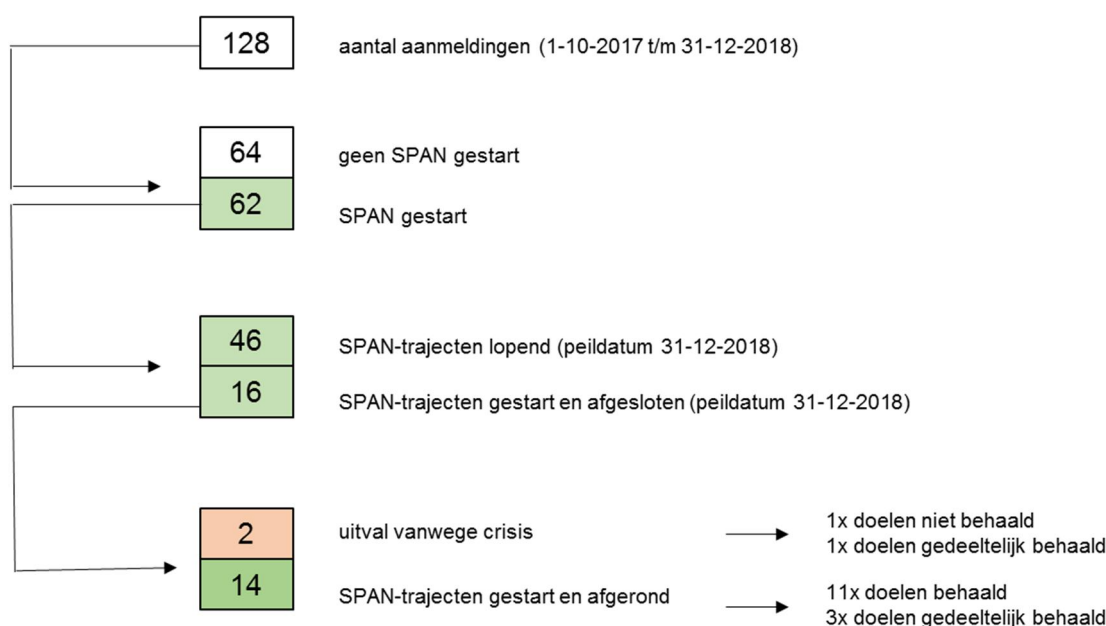 128 aantal aanmeldingen (1-10-2017 t/m 31-12-2018)
64 geen SPAN gestart
62 SPAN gestart
46 SPAN-trajecten lopend (peildatum 31-12-2018)
16 SPAN-trajecten gestart en afgesloten (peildatum 31-12-2018)
2 uitval vanwege crisis
1x doelen niet behaald
1x doelen gedeeltelijk behaald
14 SPAN-trajecten gestart en afgerond
11x doelen behaald
3x doelen gedeeltelijk behaald